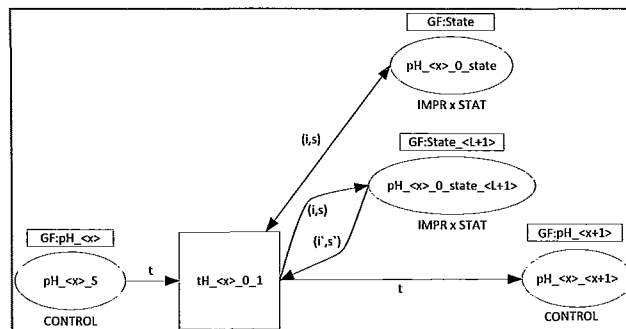 GF:State
pH_<x>_0_state
IMPR x STAT
(i,s)
GF:State_<L+1>
pH_<x>_0_state_<L+1>
(i,s)
IMPR x STAT
(i`,s`)
GF:pH_<x>
GF:pH_<x+1>
pH_<x>_S
t
tH_<x>_0_1
t
pH_<x>_<x+1>
CONTROL
CONTROL